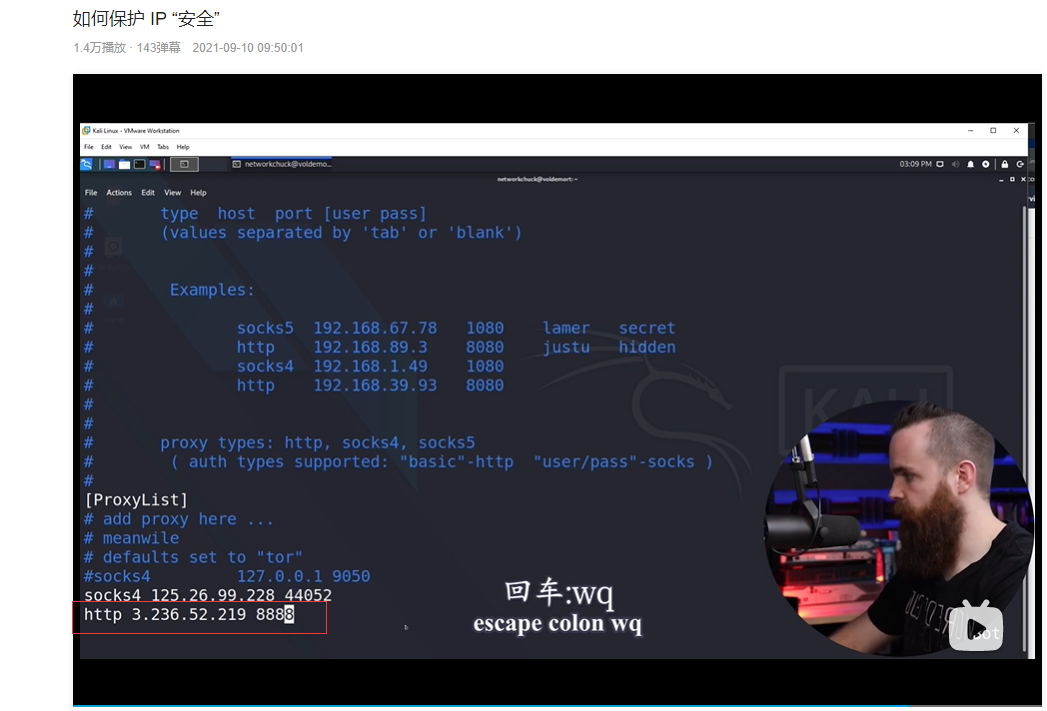 如何保护 IP “安全”
1.4万播放 · 143弹幕 2021-09-10 09:50:01
Kali Linux - VMware Workstation
File Edit View VM Tabs Help
networkchuck@voldemo... 03:09 PM
networkchuck@voldemort: ~
File Actions Edit View Help
# type host port [user pass]
# (values separated by 'tab' or 'blank')
#
#
# Examples:
#
# socks5 192.168.67.78 1080 lamer secret
# http 192.168.89.3 8080 justu hidden
# socks4 192.168.1.49 1080
# http 192.168.39.93 8080
#
#
# proxy types: http, socks4, socks5
# ( auth types supported: "basic"-http "user/pass"-socks )
#
[ProxyList]
# add proxy here ...
# meanwile
# defaults set to "tor"
#socks4 127.0.0.1 9050
socks4 125.26.99.228 44052
http 3.236.52.219 8888
回车:wq
escape colon wq
KALI